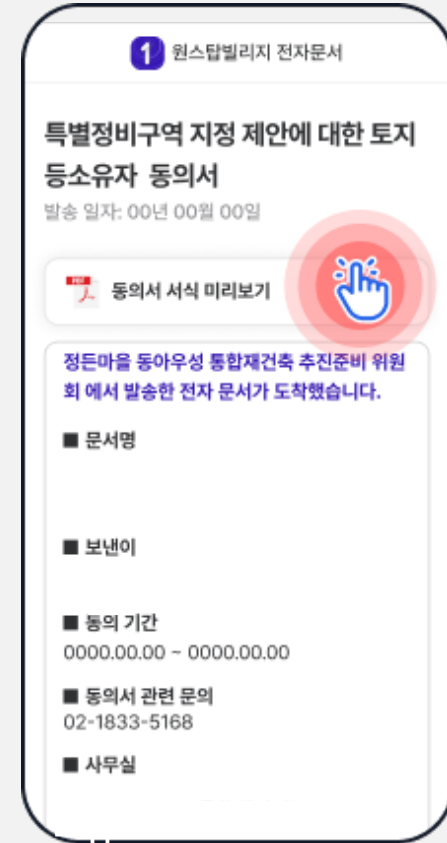 1 원스탑빌리지 전자문서
특별정비구역 지정 제안에 대한 토지
등소유자 동의서
발송 일자: 00년 00월 00일
PDF 동의서 서식 미리보기
정든마을 동아우성 통합재건축 추진준비 위원
회 에서 발송한 전자 문서가 도착했습니다.
■ 문서명
■ 보낸이
■ 동의 기간
0000.00.00 ~ 0000.00.00
■ 동의서 관련 문의
02-1833-5168
■ 사무실